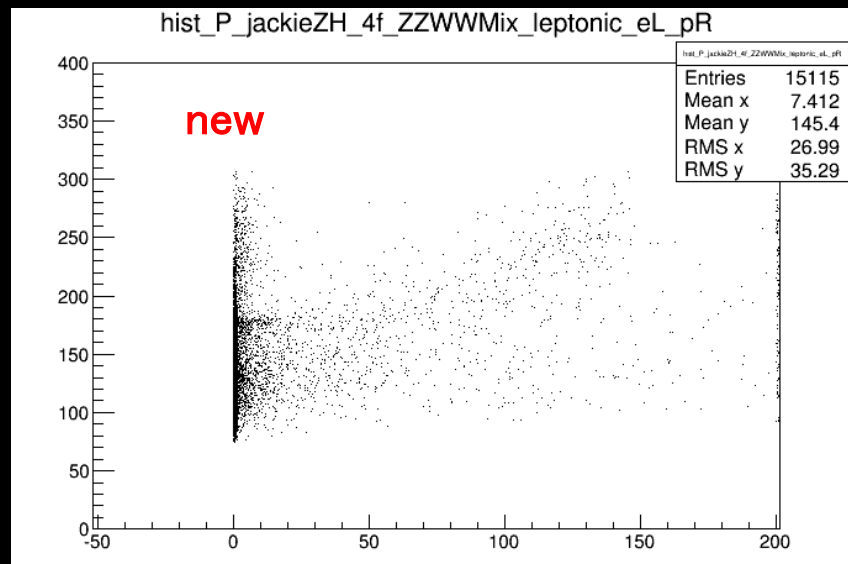 hist_P_jackieZH_4f_ZZWWMix_leptonic_eL_pR
hist_P_jackieZH_4f_ZZWWMix_leptonic_eL_pR
Entries 15115
Mean x 7.412
Mean y 145.4
RMS x 26.99
RMS y 35.29
new
400
350
300
250
200
150
100
50
0
-50 0 50 100 150 200